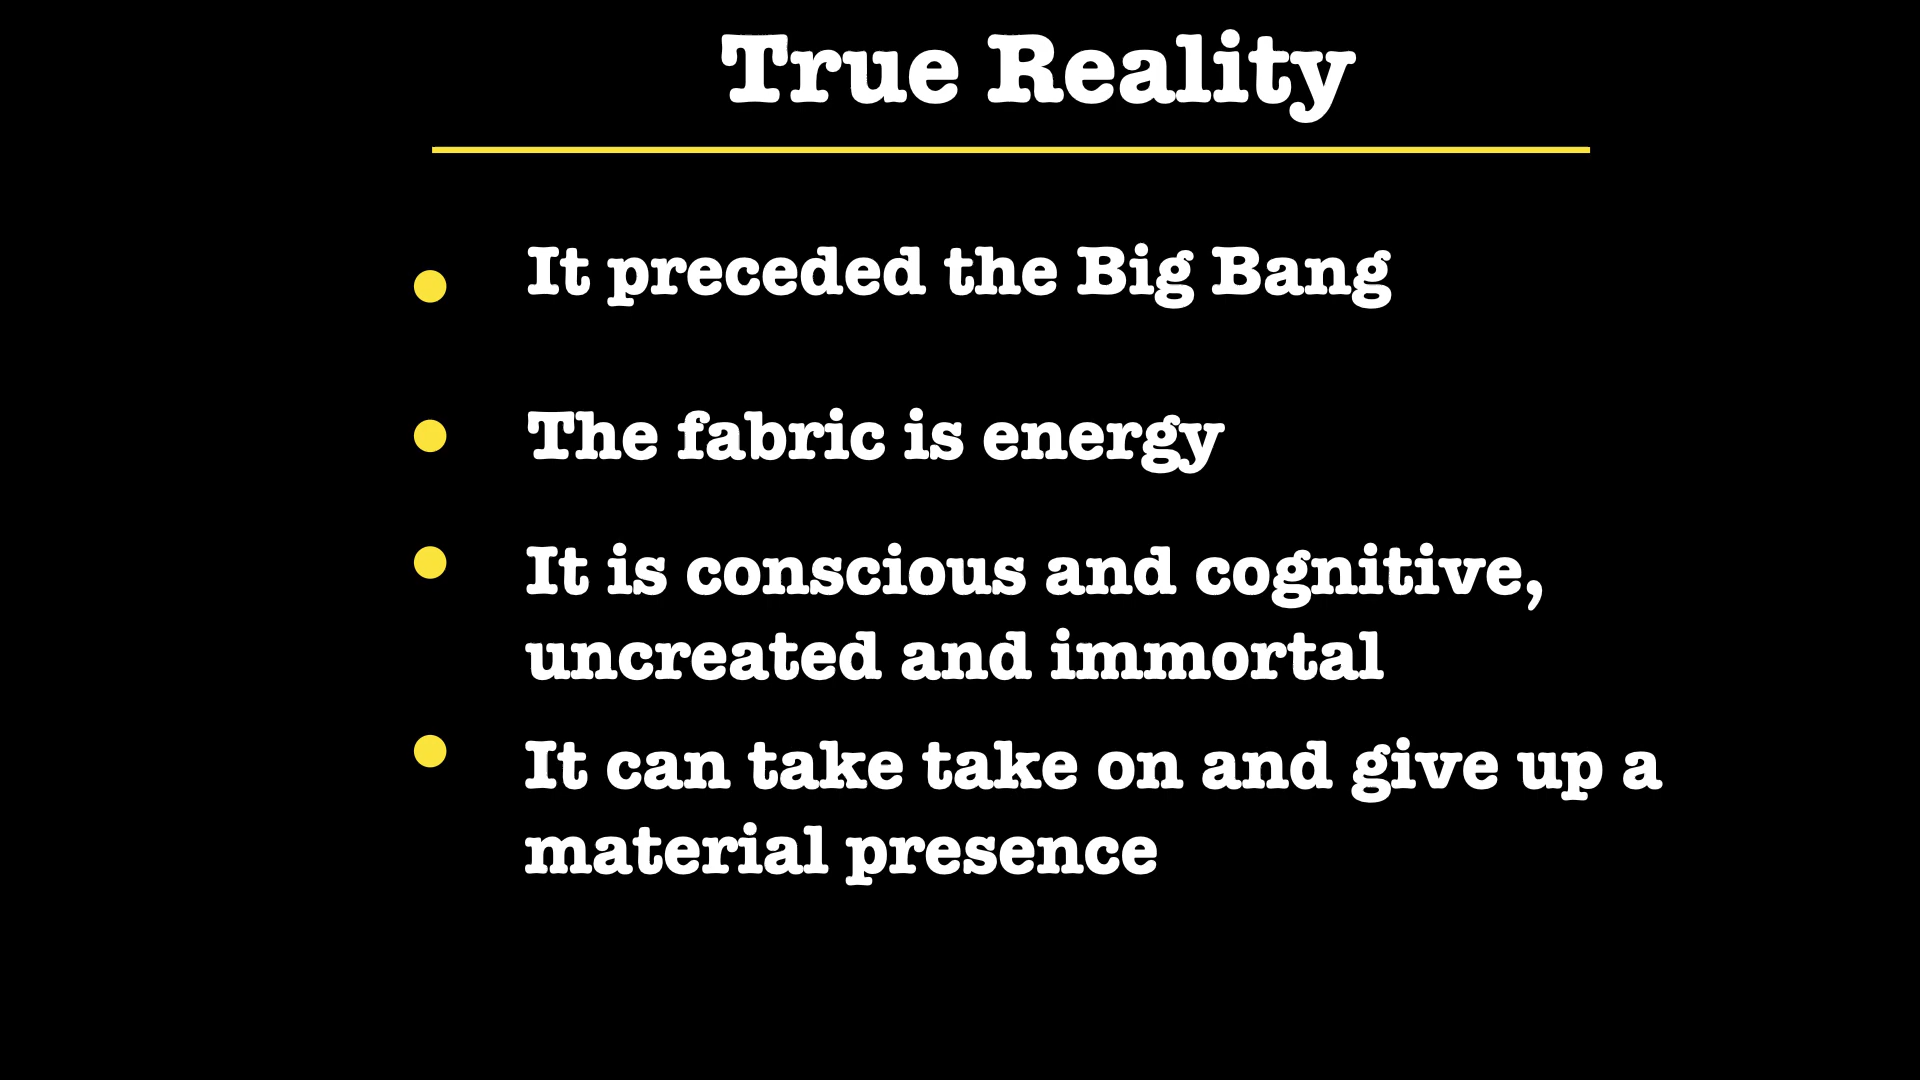 True Reality
It preceded the Big Bang
The fabric is energy
It is conscious and cognitive,
uncreated and immortal
It can take take on and give up a
material presence